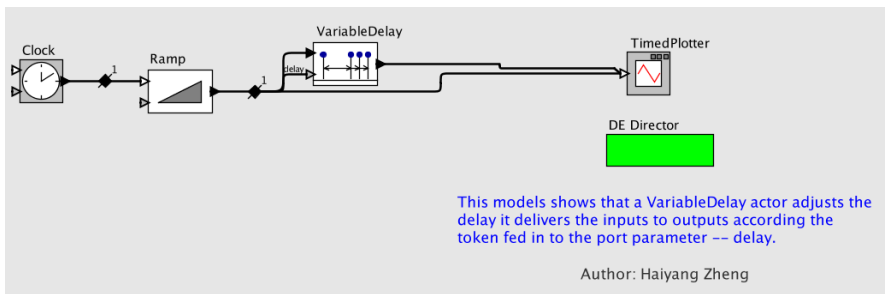 VariableDelay
Clock
TimedPlotter
Ramp
1
delay
1
DE Director
This models shows that a VariableDelay actor adjusts the
delay it delivers the inputs to outputs according the
token fed in to the port parameter -- delay.
Author: Haiyang Zheng